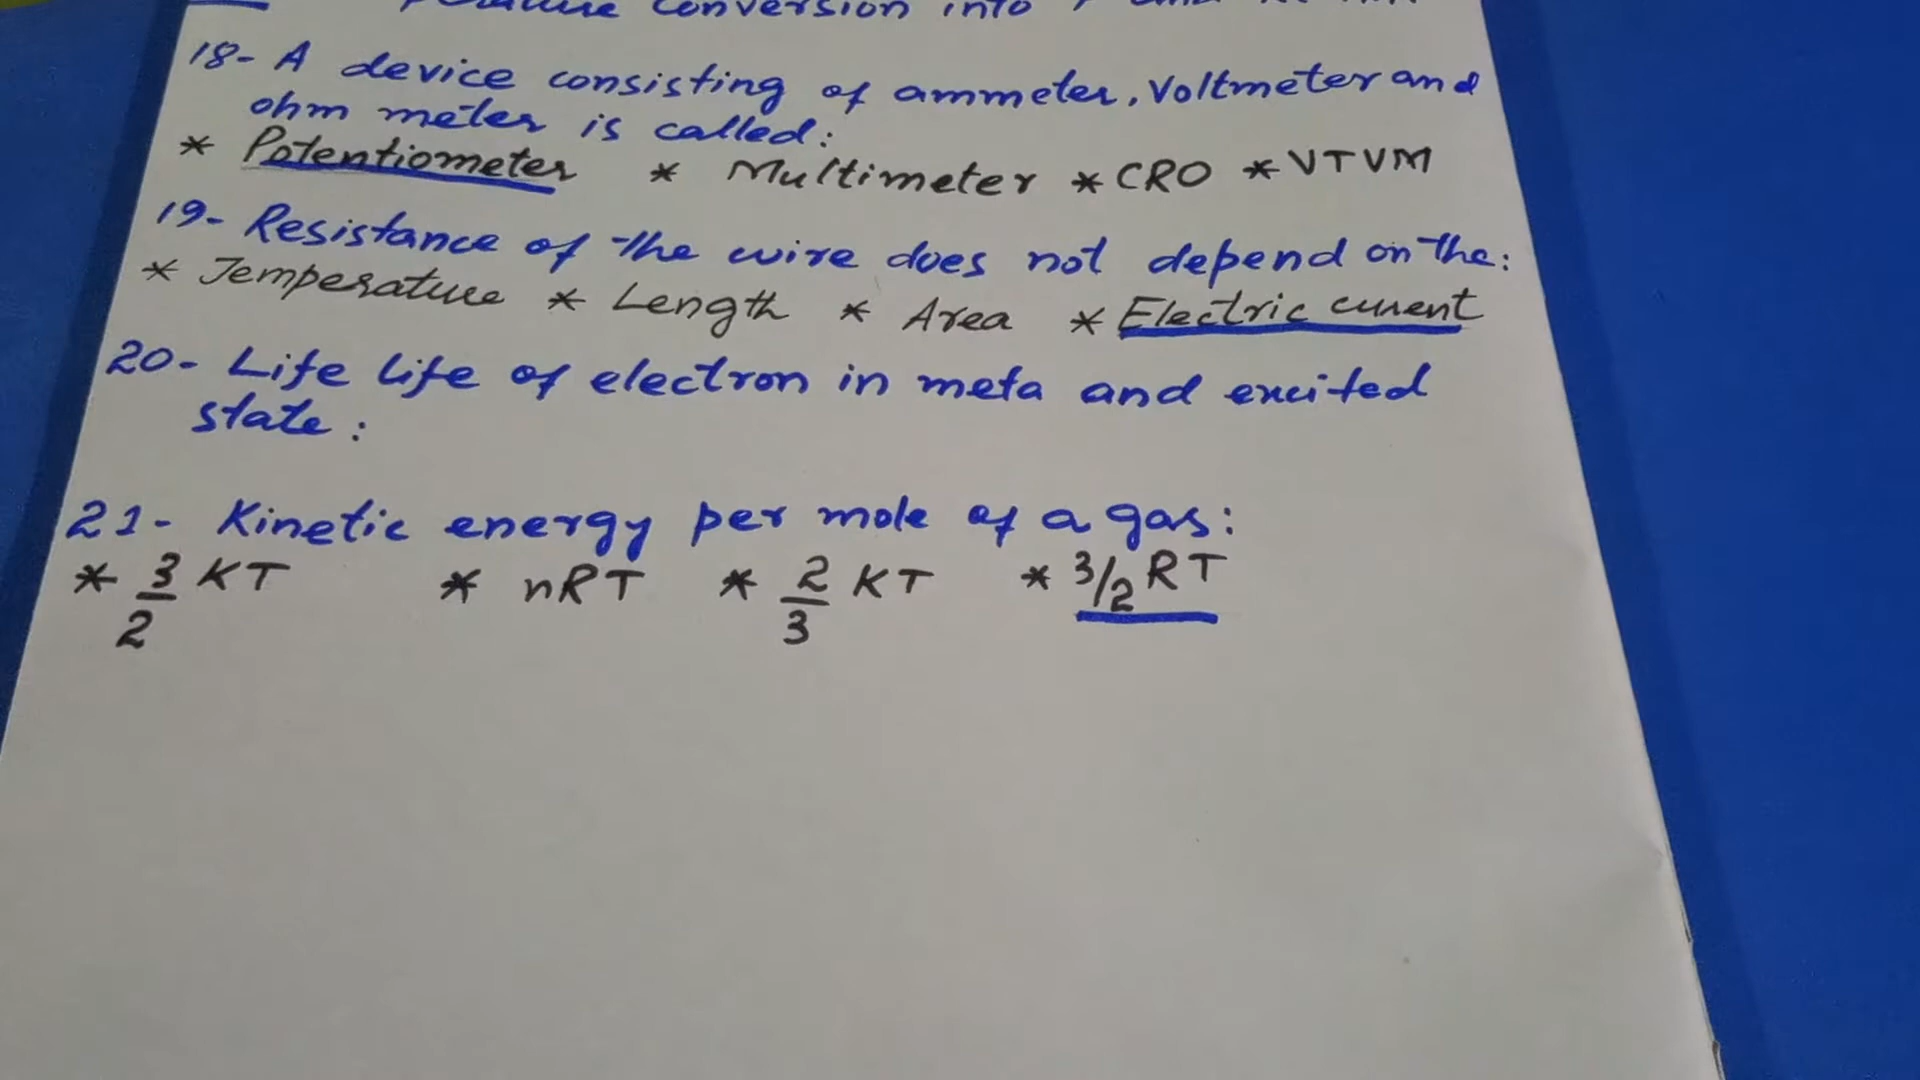 conversion into
18- A device consisting of ammeter, Voltmeter and
ohm meter is called:
* Potentiometer * Multimeter * CRO * VTVM
19- Resistance of the wire does not depend on the:
* Temperature * Length * Area * Electric current
20- Life life of electron in meta and excited
state:
21- Kinetic energy per mole of a gas:
* 3/2 KT * nRT * 2/3 KT * 3/2 RT